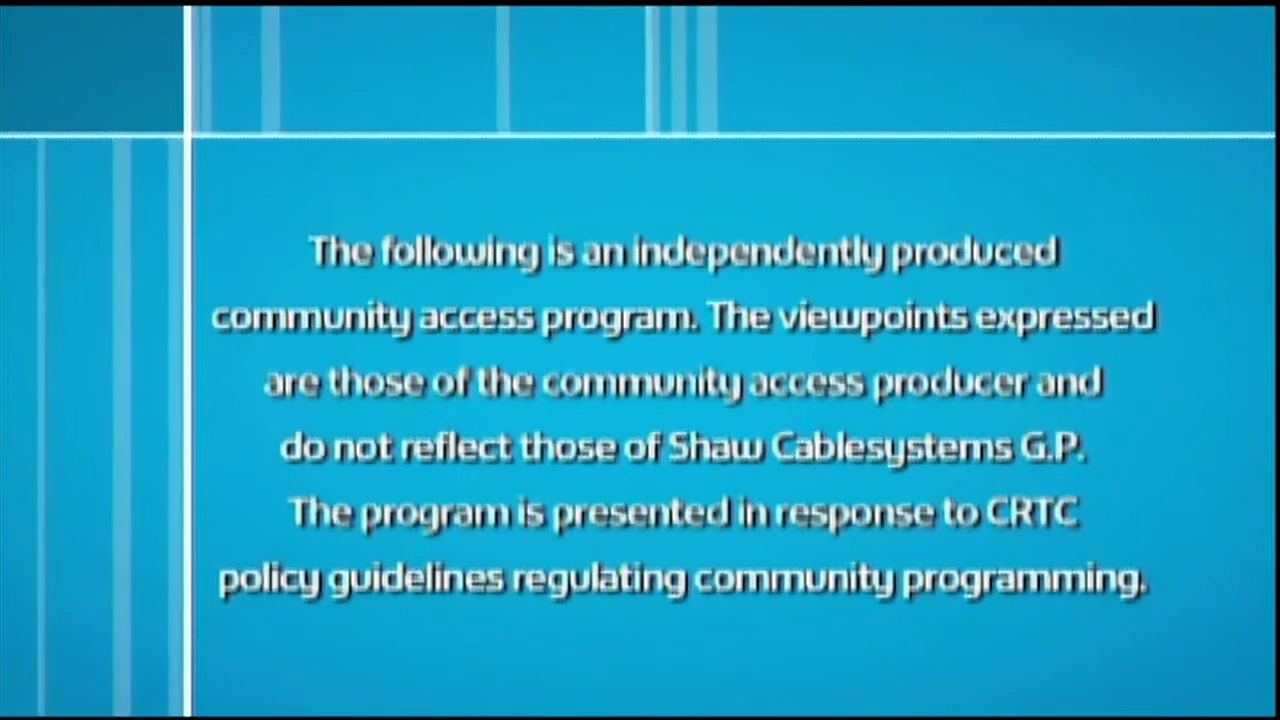 The following is an independently produced
community access program. The viewpoints expressed
are those of the community access producer and
do not reflect those of Shaw Cablesystems G.P.
The program is presented in response to CRTC
policy guidelines regulating community programming.